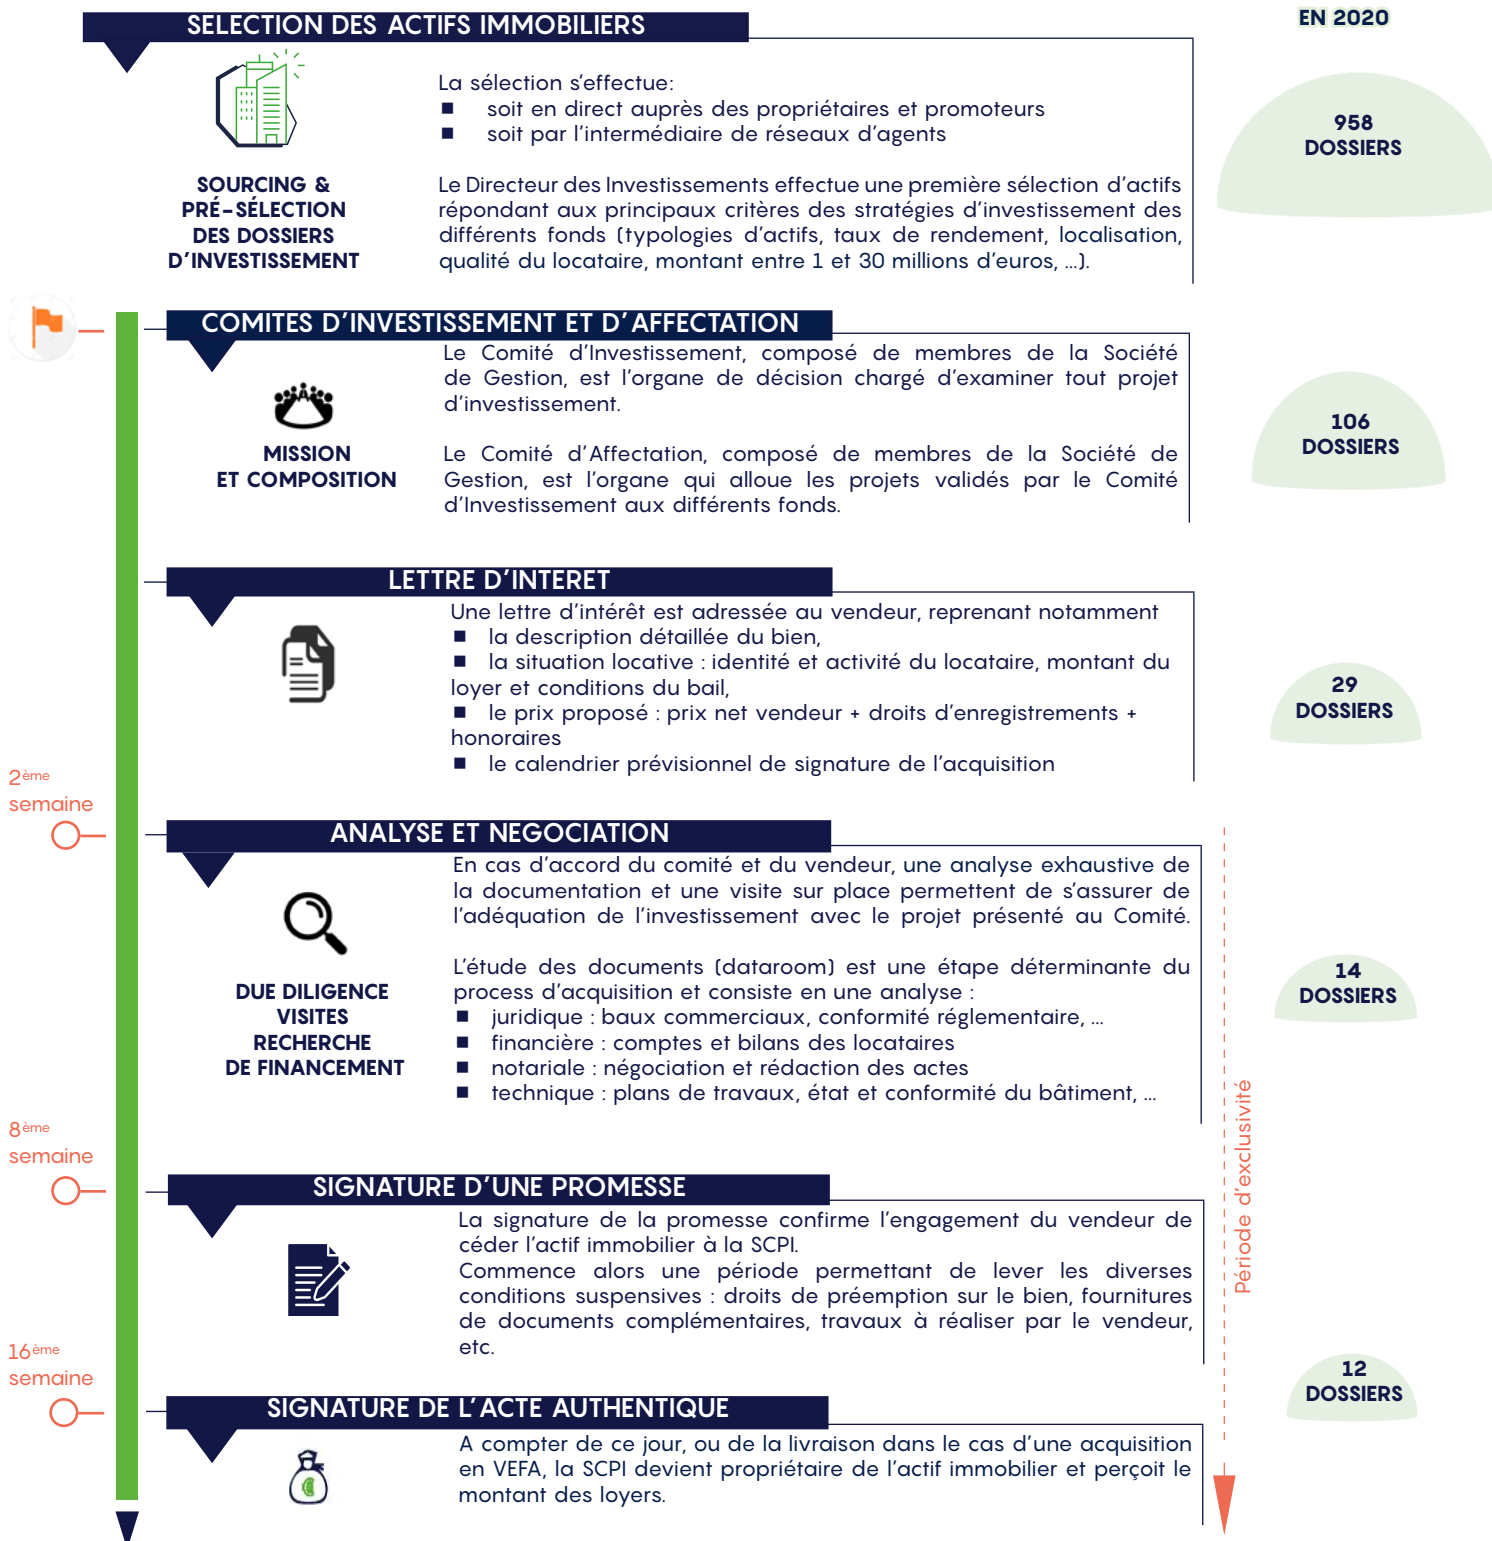 SELECTION DES ACTIFS IMMOBILIERS
EN 2020
La sélection s'effectue:
■ soit en direct auprès des propriétaires et promoteurs
■ soit par l'intermédiaire de réseaux d'agents
958
DOSSIERS
SOURCING &
PRÉ-SÉLECTION
DES DOSSIERS
D'INVESTISSEMENT
Le Directeur des Investissements effectue une première sélection d'actifs
répondant aux principaux critères des stratégies d'investissement des
différents fonds (typologies d'actifs, taux de rendement, localisation,
qualité du locataire, montant entre 1 et 30 millions d'euros, ...).
COMITES D'INVESTISSEMENT ET D'AFFECTATION
Le Comité d'Investissement, composé de membres de la Société
de Gestion, est l'organe de décision chargé d'examiner tout projet
d'investissement.
MISSION
ET COMPOSITION
Le Comité d'Affectation, composé de membres de la Société de
Gestion, est l'organe qui alloue les projets validés par le Comité
d'Investissement aux différents fonds.
106
DOSSIERS
LETTRE D'INTERET
Une lettre d'intérêt est adressée au vendeur, reprenant notamment
■ la description détaillée du bien,
■ la situation locative : identité et activité du locataire, montant du
loyer et conditions du bail,
■ le prix proposé : prix net vendeur + droits d'enregistrements +
honoraires
■ le calendrier prévisionnel de signature de l'acquisition
29
DOSSIERS
2ème
semaine
ANALYSE ET NEGOCIATION
En cas d'accord du comité et du vendeur, une analyse exhaustive de
la documentation et une visite sur place permettent de s'assurer de
l'adéquation de l'investissement avec le projet présenté au Comité.
DUE DILIGENCE
VISITES
RECHERCHE
DE FINANCEMENT
L'étude des documents (dataroom) est une étape déterminante du
process d'acquisition et consiste en une analyse :
■ juridique : baux commerciaux, conformité réglementaire, ...
■ financière : comptes et bilans des locataires
■ notariale : négociation et rédaction des actes
■ technique : plans de travaux, état et conformité du bâtiment, ...
14
DOSSIERS
Période d'exclusivité
8ème
semaine
SIGNATURE D'UNE PROMESSE
La signature de la promesse confirme l'engagement du vendeur de
céder l'actif immobilier à la SCPI.
Commence alors une période permettant de lever les diverses
conditions suspensives : droits de préemption sur le bien, fournitures
de documents complémentaires, travaux à réaliser par le vendeur,
etc.
16ème
semaine
12
DOSSIERS
SIGNATURE DE L'ACTE AUTHENTIQUE
A compter de ce jour, ou de la livraison dans le cas d'une acquisition
en VEFA, la SCPI devient propriétaire de l'actif immobilier et perçoit le
montant des loyers.